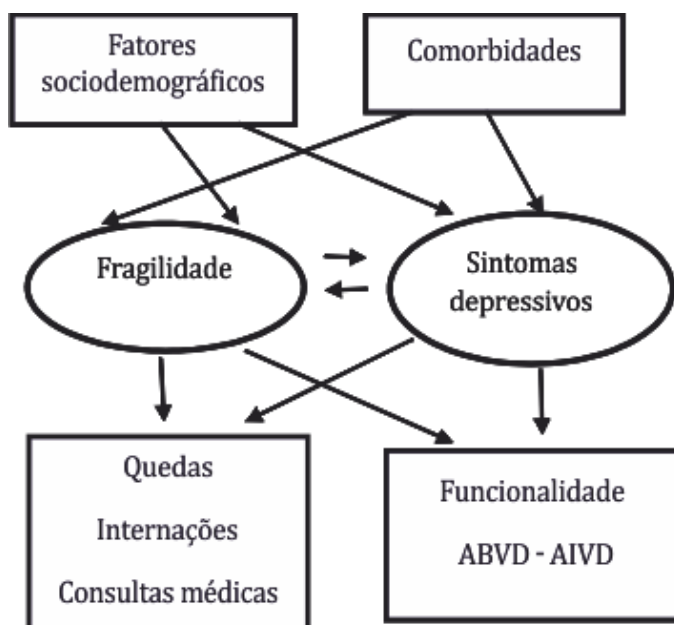 Fatores
sociodemográficos
Comorbidades
Fragilidade
Sintomas
depressivos
Quedas
Internações
Consultas médicas
Funcionalidade
ABVD - AIVD